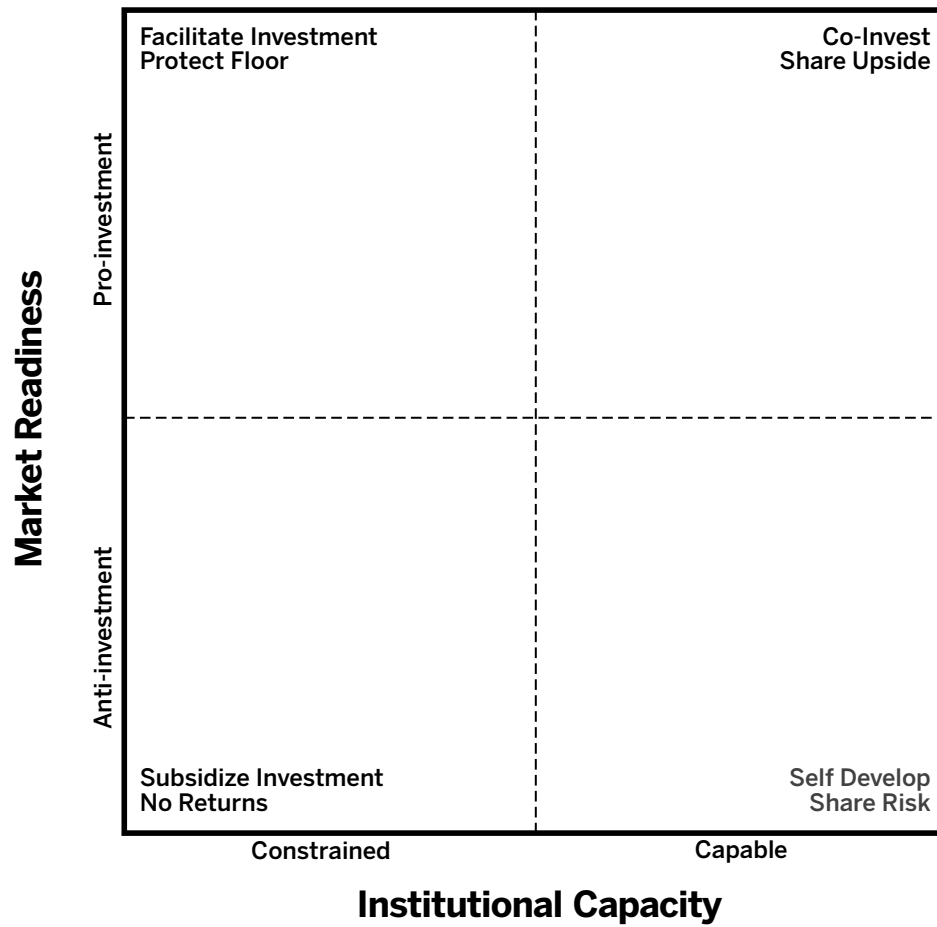 Facilitate Investment
Protect Floor
Co-Invest
Share Upside
Pro-investment
Market Readiness
Anti-investment
Subsidize Investment
No Returns
Self Develop
Share Risk
Constrained
Capable
Institutional Capacity